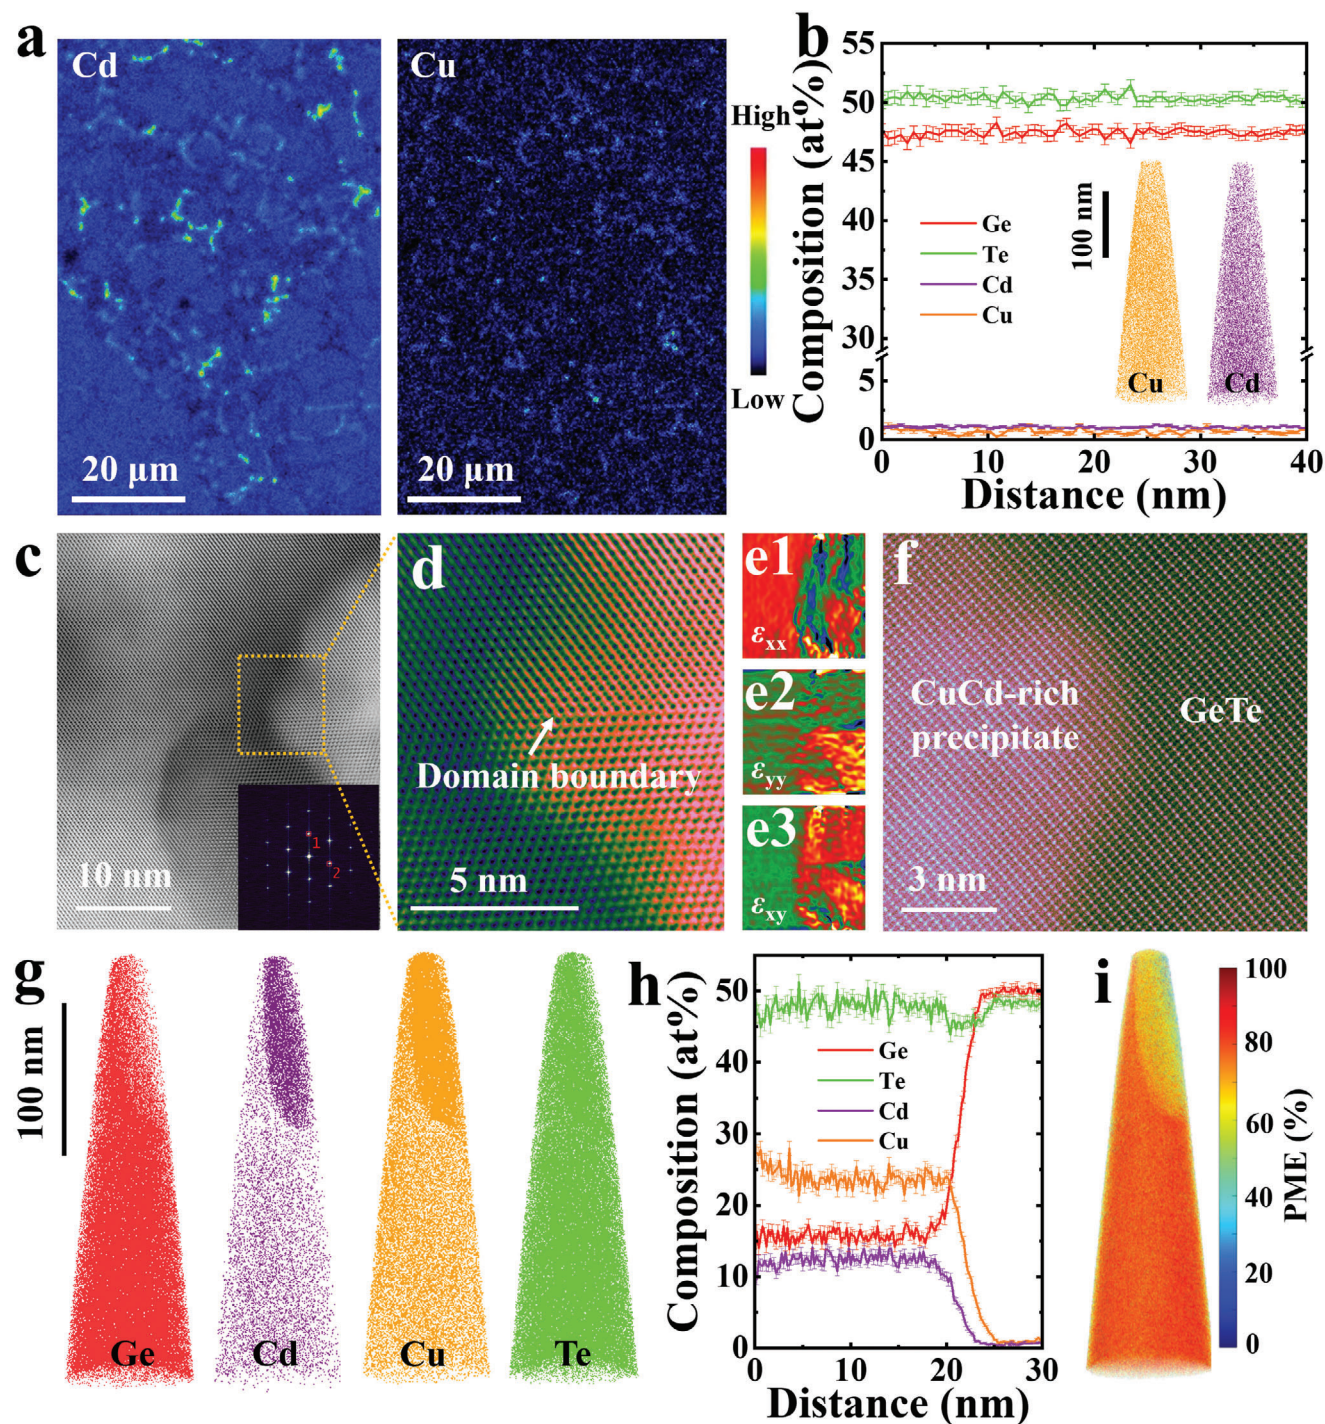 a
Cd
Cu
20 μm
20 μm
High
Low
b
Composition (at%)
55
50
45
40
35
30
5
0
Ge
Te
Cd
Cu
100 nm
Cu
Cd
0
10
20
30
40
Distance (nm)
c
1
2
10 nm
d
Domain boundary
5 nm
e1
εxx
e2
εyy
e3
εxy
f
CuCd-rich
precipitate
GeTe
3 nm
g
100 nm
Ge
Cd
Cu
Te
h
Composition (at%)
50
40
30
20
10
0
Ge
Te
Cd
Cu
0
10
20
30
Distance (nm)
i
100
80
60
40
20
0
PME (%)